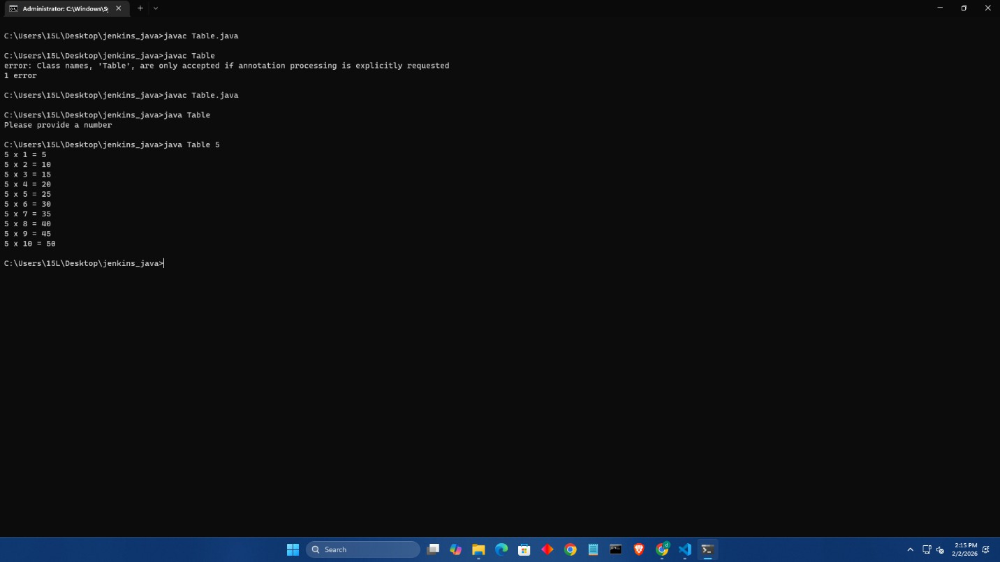 Administrator: C:\Windows\Sy
C:\Users\15L\Desktop\jenkins_java>javac Table.java
C:\Users\15L\Desktop\jenkins_java>javac Table
error: Class names, 'Table', are only accepted if annotation processing is explicitly requested
1 error
C:\Users\15L\Desktop\jenkins_java>javac Table.java
C:\Users\15L\Desktop\jenkins_java>java Table
Please provide a number
C:\Users\15L\Desktop\jenkins_java>java Table 5
5 x 1 = 5
5 x 2 = 10
5 x 3 = 15
5 x 4 = 20
5 x 5 = 25
5 x 6 = 30
5 x 7 = 35
5 x 8 = 40
5 x 9 = 45
5 x 10 = 50
C:\Users\15L\Desktop\jenkins_java>
Search
d
2:15 PM
2/2/2026